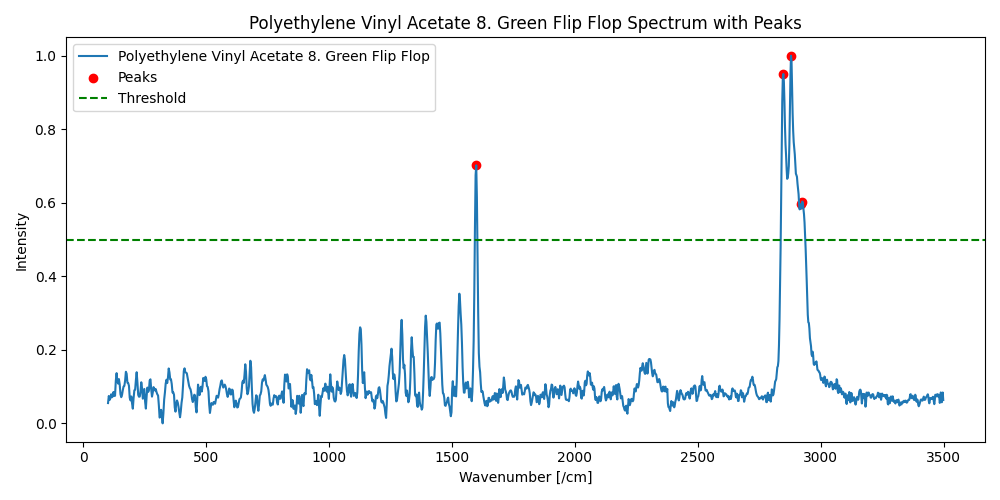 Polyethylene Vinyl Acetate 8. Green Flip Flop Spectrum with Peaks
Polyethylene Vinyl Acetate 8. Green Flip Flop
Peaks
Threshold
1.0
0.8
0.6
0.4
0.2
0.0
Intensity
0 500 1000 1500 2000 2500 3000 3500
Wavenumber [/cm]